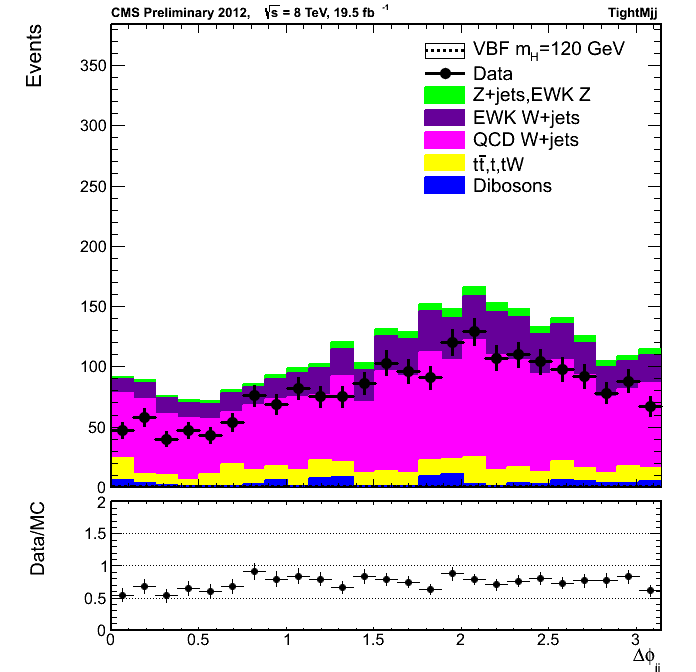 CMS Preliminary 2012, √s = 8 TeV, 19.5 fb⁻¹ TightMjj
Events
VBF m_H=120 GeV
Data
Z+jets,EWK Z
EWK W+jets
QCD W+jets
tt̄,t,tW
Dibosons
350
300
250
200
150
100
50
0
Data/MC
2
1.5
1
0.5
0
0 0.5 1 1.5 2 2.5 3
Δϕ_jj